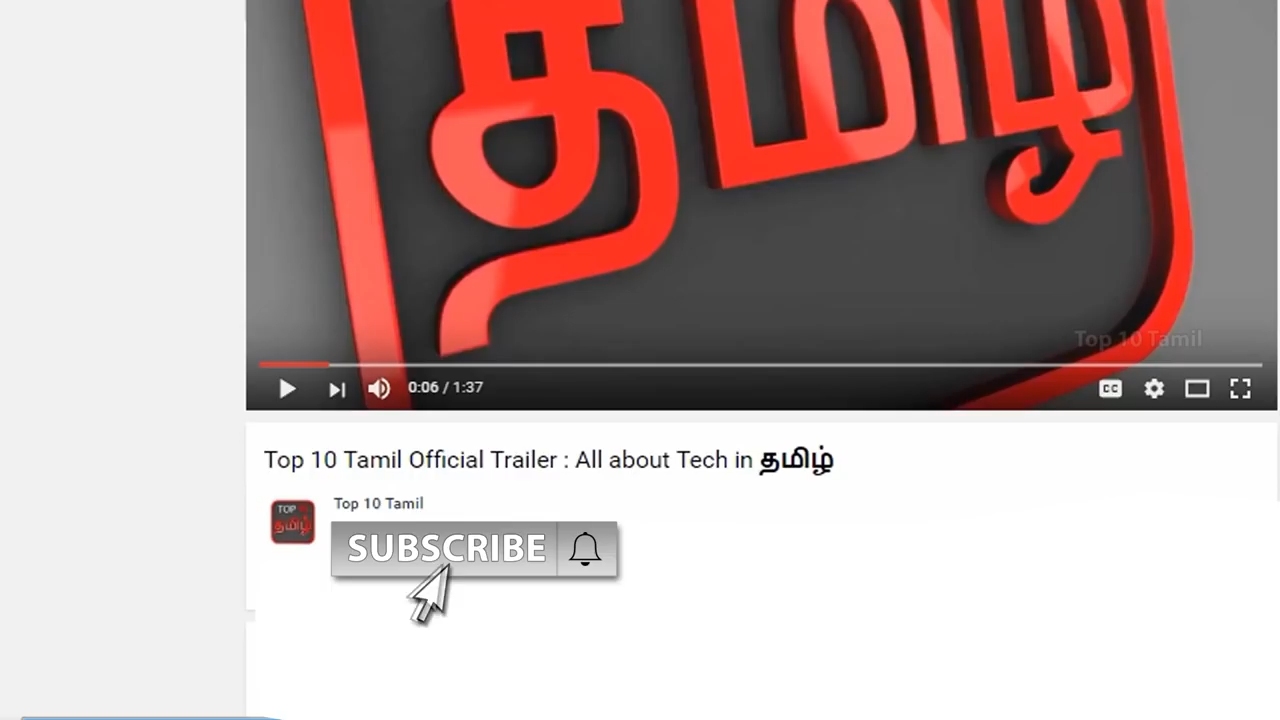 தமிழ்
Top 10 Tamil
0:06 / 1:37
CC
Top 10 Tamil Official Trailer : All about Tech in தமிழ்
TOP 10
தமிழ்
Top 10 Tamil
SUBSCRIBE